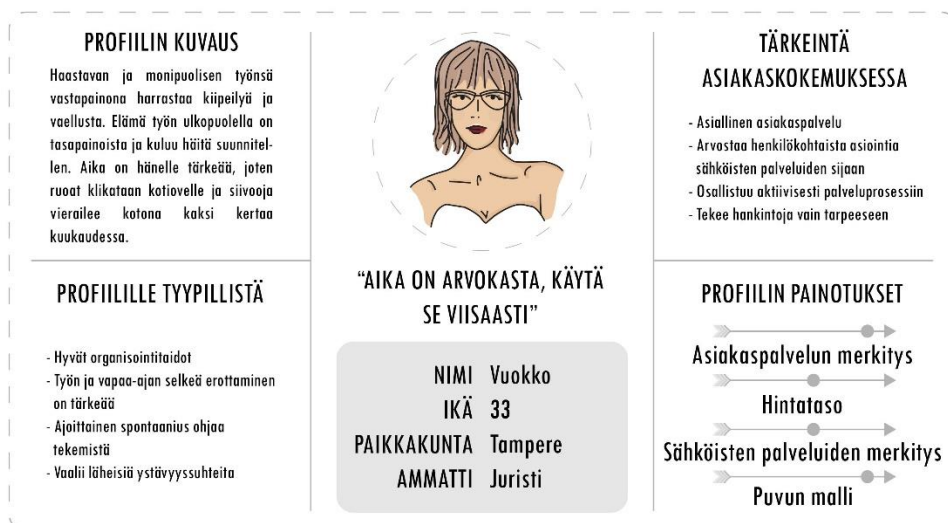 PROFIILIN KUVAUS
Haastavan ja monipuolisen työnsä
vastapainona harrastaa kiipeilyä ja
vaellusta. Elämä työn ulkopuolella on
tasapainoista ja kuluu häitä suunnitel-
len. Aika on hänelle tärkeää, joten
ruoat klikataan kotiovelle ja siivooja
vierailee kotona kaksi kertaa
kuukaudessa.
PROFIILILLE TYYPILLISTÄ
- Hyvät organisointitaidot
- Työn ja vapaa-ajan selkeä erottaminen
on tärkeää
- Ajoittainen spontaanius ohjaa
tekemistä
- Vaalii läheisiä ystävyyssuhteita
“AIKA ON ARVOKASTA, KÄYTÄ
SE VIISAASTI”
NIMI Vuokko
IKÄ 33
PAIKKAKUNTA Tampere
AMMATTI Juristi
TÄRKEINTÄ
ASIAKASKOKEMUKSESSA
- Asiallinen asiakaspalvelu
- Arvostaa henkilökohtaista asiointia
sähköisten palveluiden sijaan
- Osallistuu aktiivisesti palveluprosessiin
- Tekee hankintoja vain tarpeeseen
PROFIILIN PAINOTUKSET
Asiakaspalvelun merkitys
Hintataso
Sähköisten palveluiden merkitys
Puvun malli